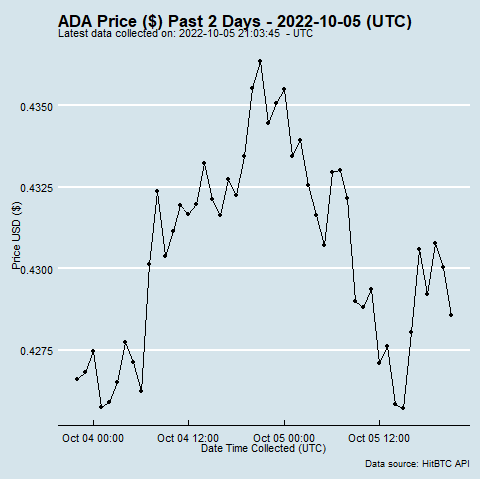 ADA Price ($) Past 2 Days - 2022-10-05 (UTC)
Latest data collected on: 2022-10-05 21:03:45 - UTC
0.4350
0.4325
0.4300
0.4275
Price USD ($)
Oct 04 00:00 Oct 04 12:00 Oct 05 00:00 Oct 05 12:00
Date Time Collected (UTC)
Data source: HitBTC API